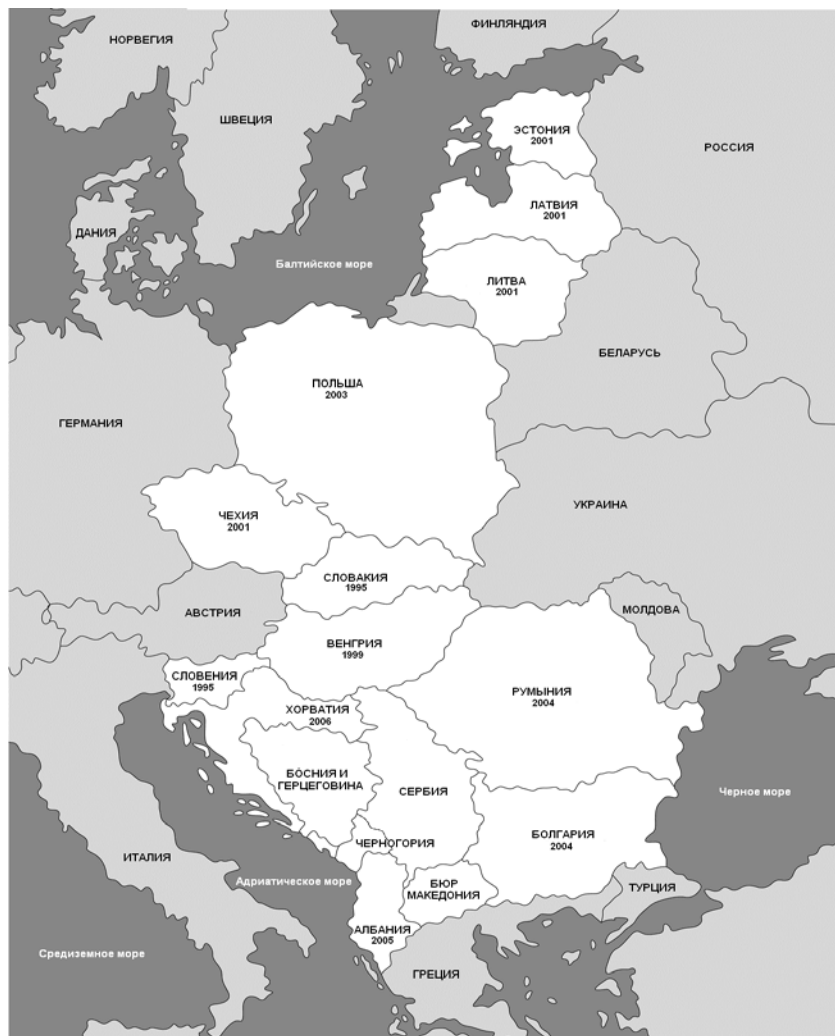 ФИНЛЯНДИЯ
НОРВЕГИЯ
ШВЕЦИЯ
ЭСТОНИЯ
2001
РОССИЯ
ЛАТВИЯ
2001
ДАНИЯ
Балтийское море
ЛИТВА
2001
БЕЛАРУСЬ
ПОЛЬША
2003
ГЕРМАНИЯ
УКРАИНА
ЧЕХИЯ
2001
СЛОВАКИЯ
1995
АВСТРИЯ
МОЛДОВА
ВЕНГРИЯ
1999
СЛОВЕНИЯ
1995
РУМЫНИЯ
2004
ХОРВАТИЯ
2006
БОСНИЯ И
ГЕРЦЕГОВИНА
СЕРБИЯ
Черное море
БОЛГАРИЯ
2004
ЧЕРНОГОРИЯ
ИТАЛИЯ
Адриатическое море
БЮР
МАКЕДОНИЯ
ТУРЦИЯ
АЛБАНИЯ
2005
Средиземное море
ГРЕЦИЯ